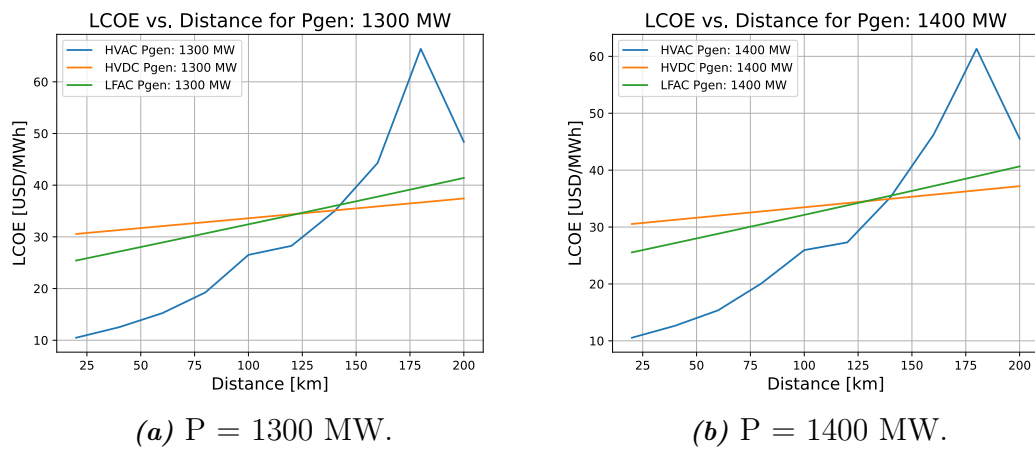 LCOE vs. Distance for Pgen: 1300 MW
HVAC Pgen: 1300 MW
HVDC Pgen: 1300 MW
LFAC Pgen: 1300 MW
LCOE [USD/MWh]
60
50
40
30
20
10
25 50 75 100 125 150 175 200
Distance [km]
(a) P = 1300 MW.
LCOE vs. Distance for Pgen: 1400 MW
HVAC Pgen: 1400 MW
HVDC Pgen: 1400 MW
LFAC Pgen: 1400 MW
LCOE [USD/MWh]
60
50
40
30
20
10
25 50 75 100 125 150 175 200
Distance [km]
(b) P = 1400 MW.